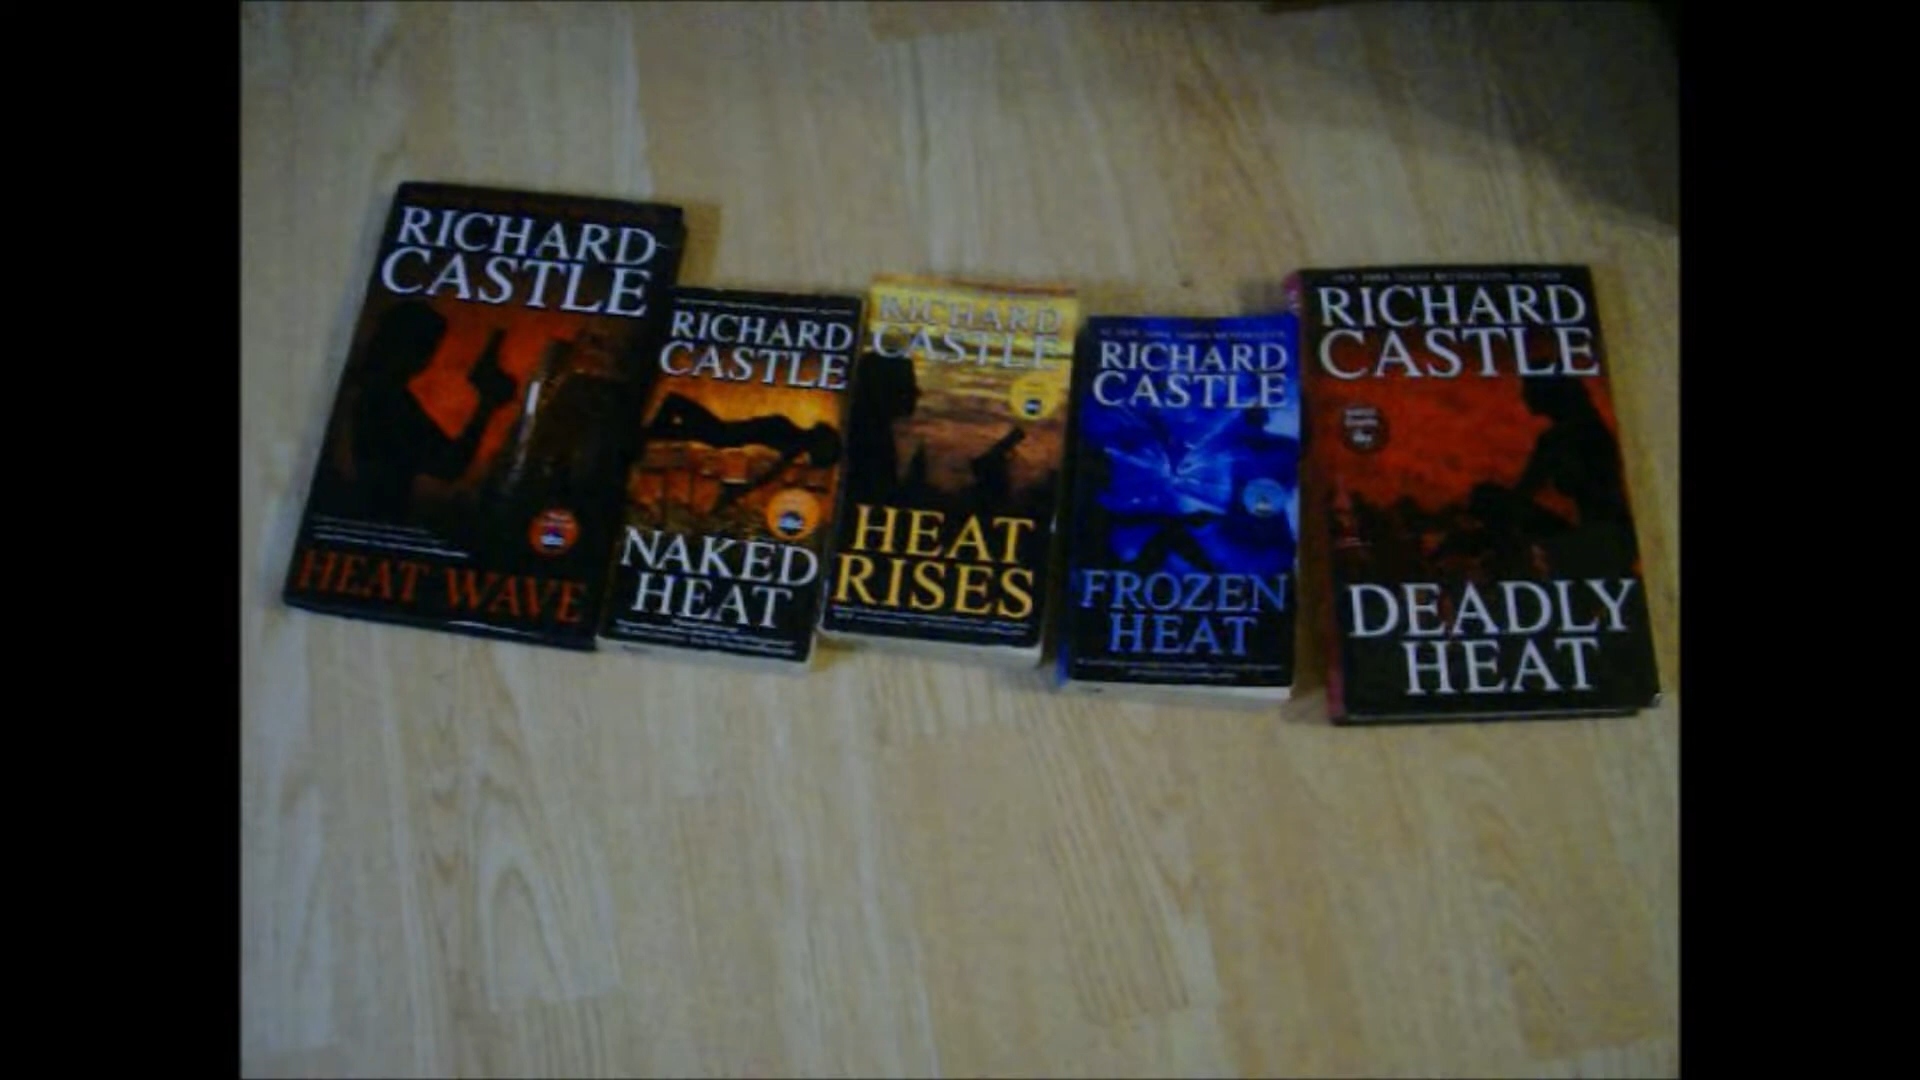 RICHARD
CASTLE
HEAT WAVE
RICHARD
CASTLE
NAKED
HEAT
RICHARD
CASTLE
HEAT
RISES
RICHARD
CASTLE
FROZEN
HEAT
RICHARD
CASTLE
DEADLY
HEAT